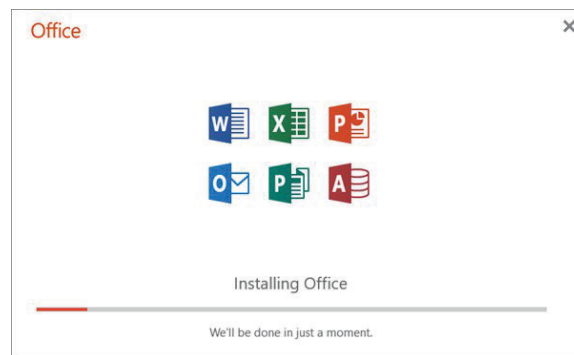 Office
W X P
O P A
Installing Office
We'll be done in just a moment.